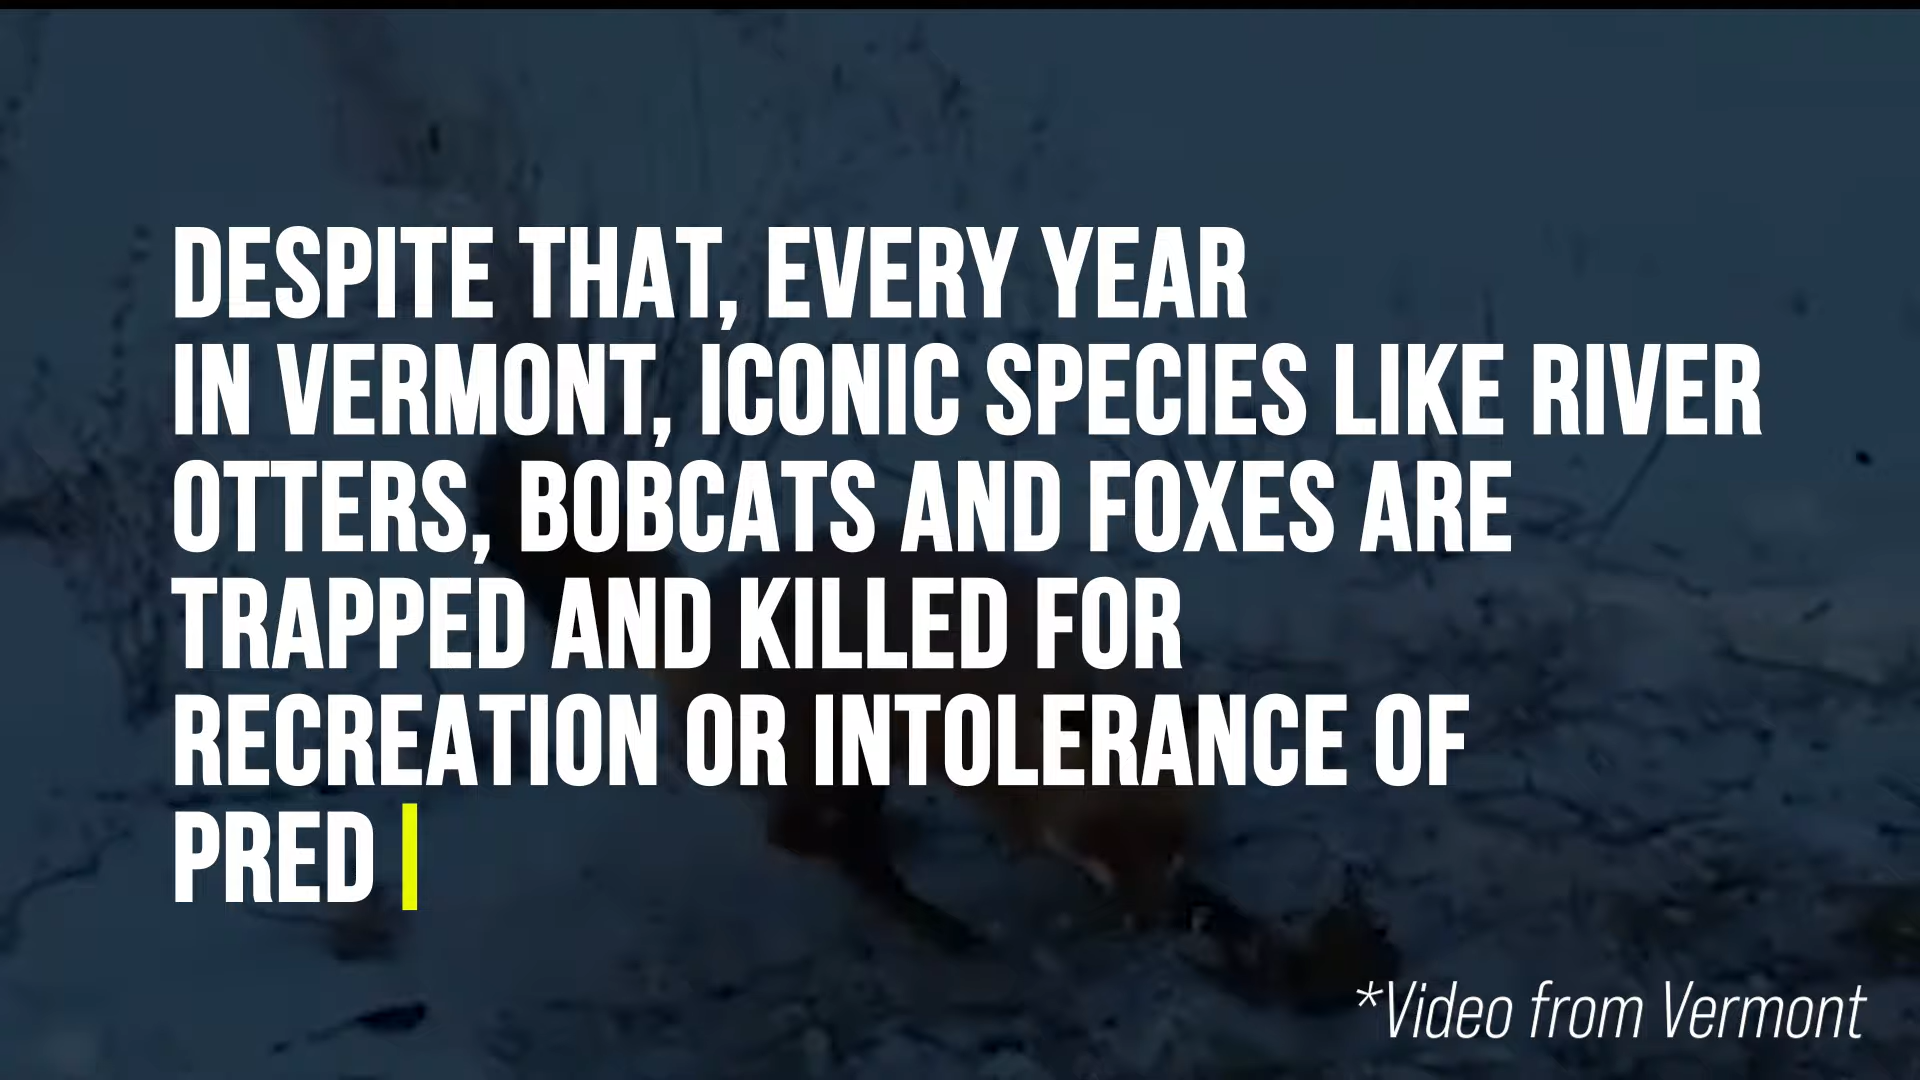 DESPITE THAT, EVERY YEAR
IN VERMONT, ICONIC SPECIES LIKE RIVER
OTTERS, BOBCATS AND FOXES ARE
TRAPPED AND KILLED FOR
RECREATION OR INTOLERANCE OF
PRED
*Video from Vermont